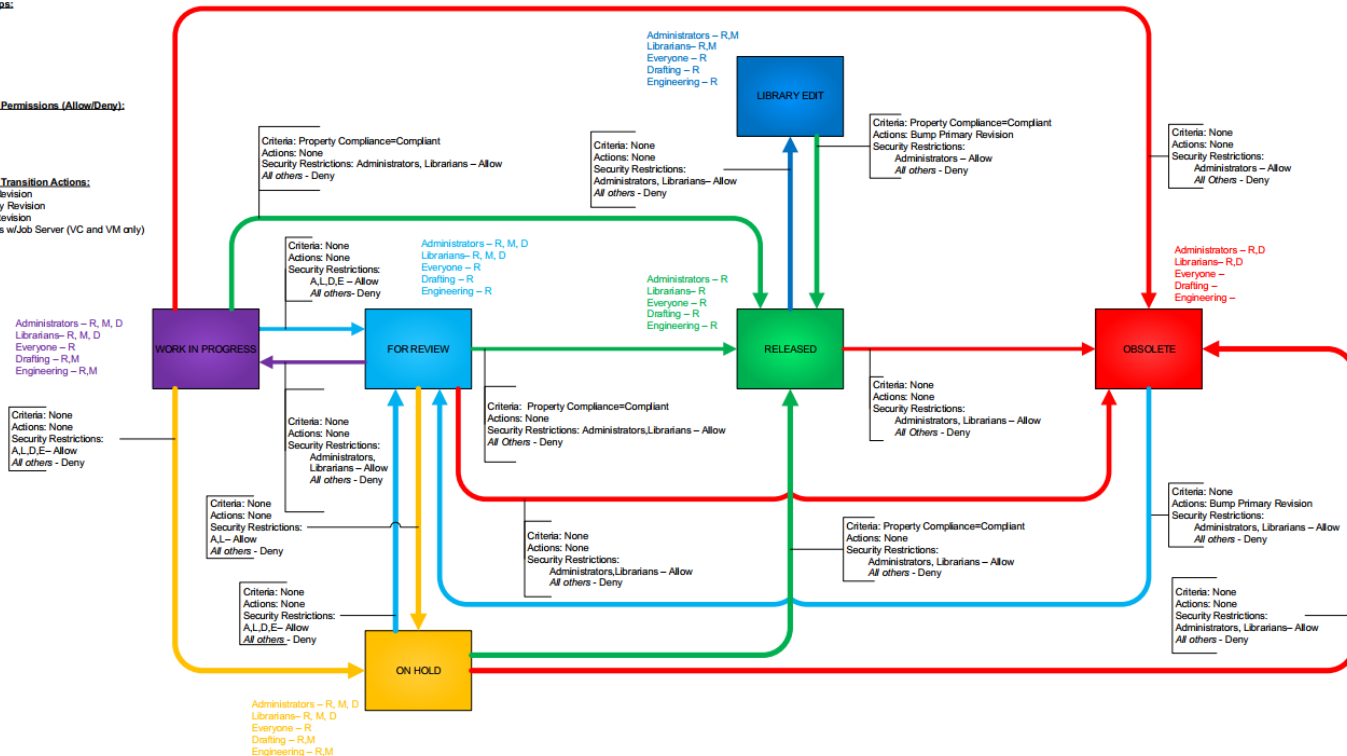 ps:
Permissions (Allow/Deny):
Transition Actions:
Revision
y Revision
Revision
s w/Job Server (VC and VM only)
Administrators – R,M
Librarians– R,M
Everyone – R
Drafting – R
Engineering – R
LIBRARY EDIT
Criteria: Property Compliance=Compliant
Actions: None
Security Restrictions: Administrators, Librarians – Allow
All others - Deny
Criteria: None
Actions: None
Security Restrictions:
Administrators, Librarians– Allow
All others - Deny
Criteria: Property Compliance=Compliant
Actions: Bump Primary Revision
Security Restrictions:
Administrators – Allow
All others - Deny
Criteria: None
Actions: None
Security Restrictions:
Administrators – Allow
All Others - Deny
Criteria: None
Actions: None
Security Restrictions:
A,L,D,E – Allow
All others- Deny
Administrators – R, M, D
Librarians– R, M, D
Everyone – R
Drafting – R
Engineering – R
Administrators – R
Librarians– R
Everyone – R
Drafting – R
Engineering – R
Administrators – R,D
Librarians– R,D
Everyone –
Drafting –
Engineering –
Administrators – R, M, D
Librarians– R, M, D
Everyone – R
Drafting – R,M
Engineering – R,M
WORK IN PROGRESS
FOR REVIEW
RELEASED
OBSOLETE
Criteria: None
Actions: None
Security Restrictions:
A,L,D,E– Allow
All others - Deny
Criteria: None
Actions: None
Security Restrictions:
Administrators,
Librarians – Allow
All others - Deny
Criteria: Property Compliance=Compliant
Actions: None
Security Restrictions: Administrators,Librarians – Allow
All Others - Deny
Criteria: None
Actions: None
Security Restrictions:
Administrators, Librarians – Allow
All Others - Deny
Criteria: None
Actions: None
Security Restrictions:
A,L– Allow
All others - Deny
Criteria: None
Actions: None
Security Restrictions:
Administrators,Librarians – Allow
All others - Deny
Criteria: Property Compliance=Compliant
Actions: None
Security Restrictions:
Administrators, Librarians – Allow
All others - Deny
Criteria: None
Actions: Bump Primary Revision
Security Restrictions:
Administrators, Librarians – Allow
All others - Deny
Criteria: None
Actions: None
Security Restrictions:
A,L,D,E– Allow
All others - Deny
Criteria: None
Actions: None
Security Restrictions:
Administrators, Librarians– Allow
All others - Deny
ON HOLD
Administrators – R, M, D
Librarians– R, M, D
Everyone – R
Drafting – R,M
Engineering – R,M